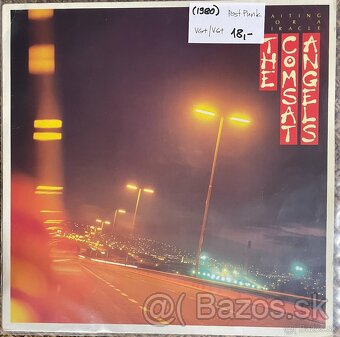 (1980) Post Punk
VG+/VG+ 18,-
WAITING
FOR A
MIRACLE
THE
COMSAT
ANGELS
Bazos.sk